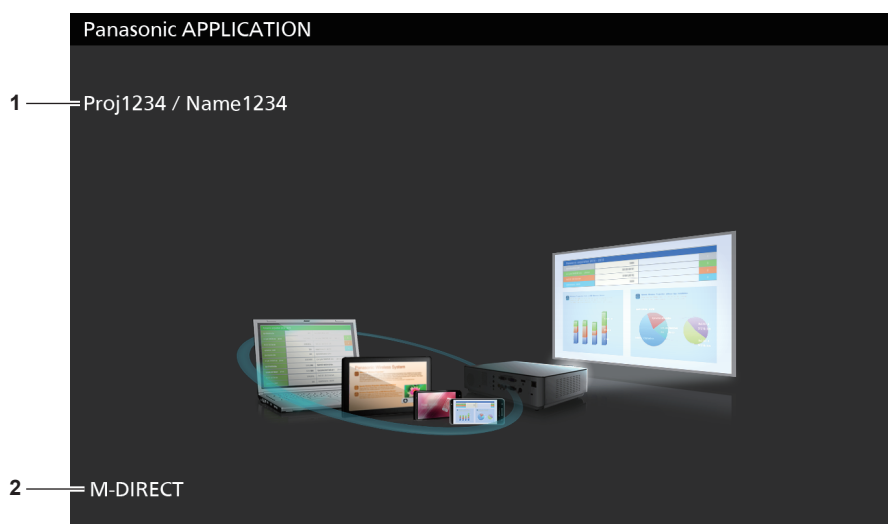 Panasonic APPLICATION
1
Proj1234 / Name1234
2
M-DIRECT